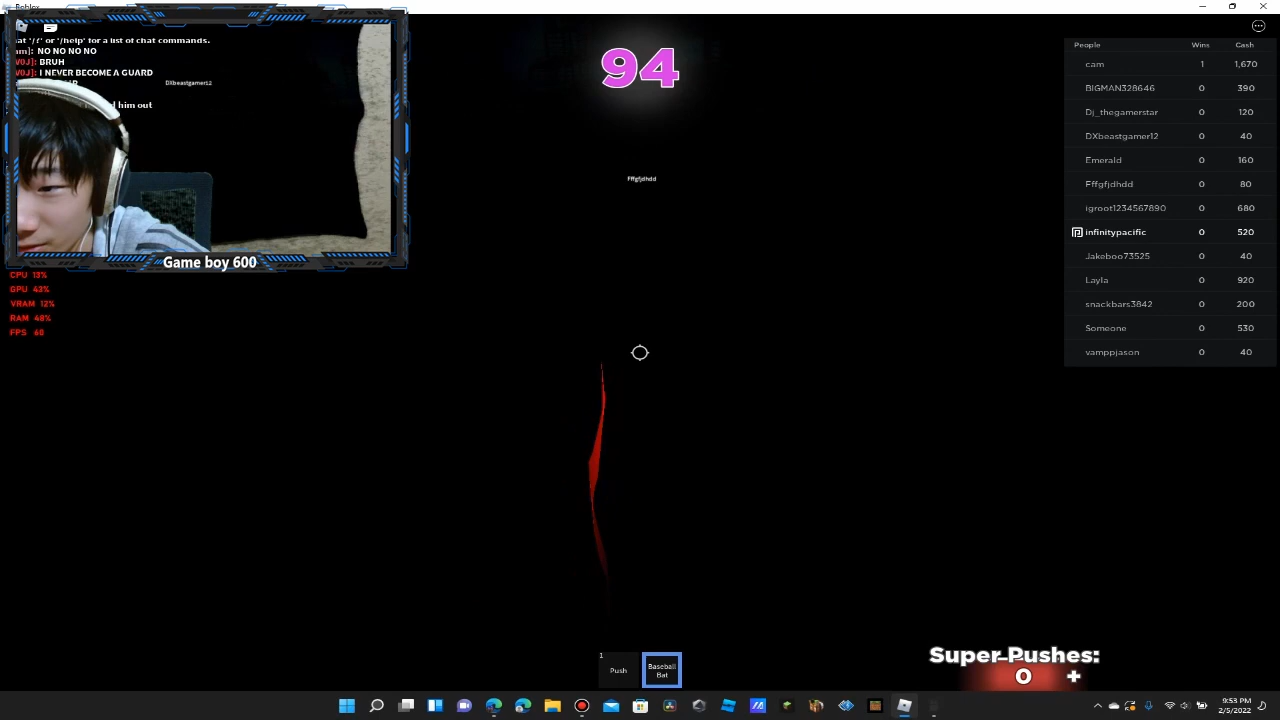 Roblox
at '/?' or '/help' for a list of chat commands.
NO NO NO NO
V0J]: BRUH
V0J]: I NEVER BECOME A GUARD
DXbeastgamer12
him out
Game boy 600
CPU 13%
GPU 42%
VRAM 12%
RAM 48%
FPS 60
94
Fffgfjdhdd
People Wins Cash
cam 1 1,670
BIGMAN328646 0 390
Dj_thegamerstar 0 120
DXbeastgamer12 0 40
Emerald 0 160
Fffgfjdhdd 0 80
igroot1234567890 0 680
infinitypacific 0 520
Jakeboo73525 0 40
Layla 0 920
snackbars3842 0 200
Someone 0 530
vamppjason 0 40
1
Push
Baseball
Bat
Super-Pushes:
0 +
9:53 PM
2/5/2022